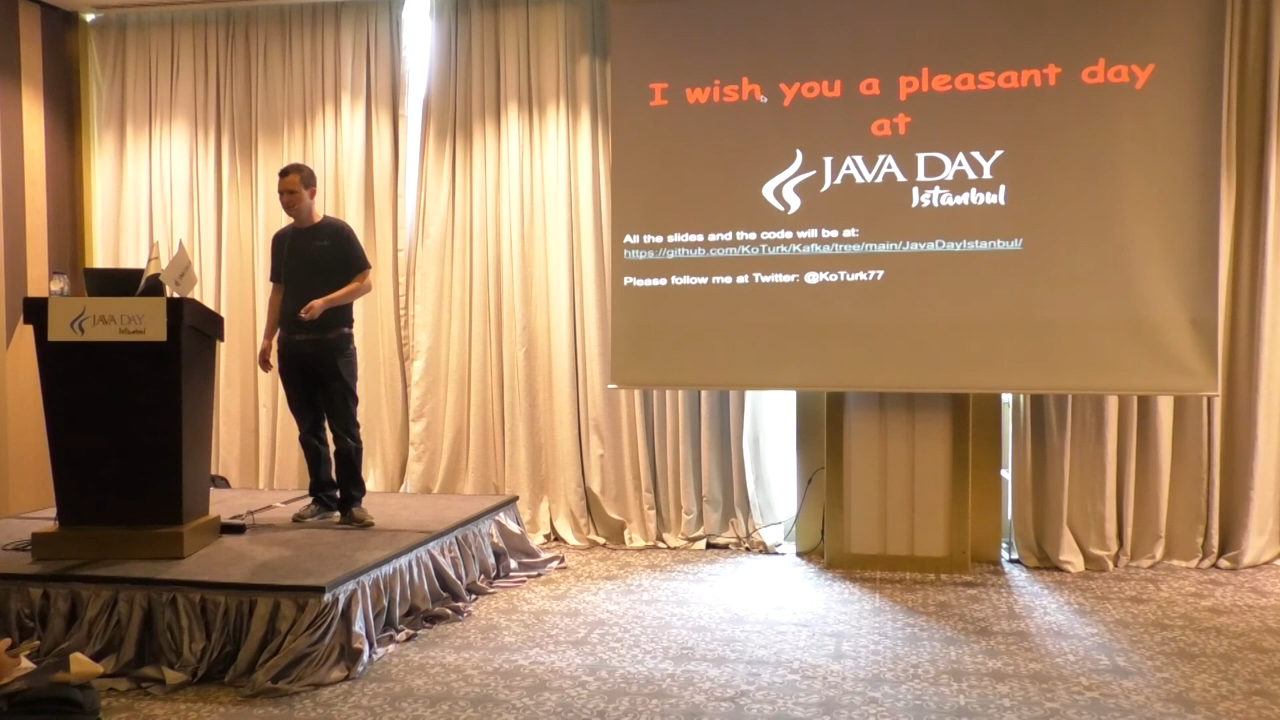 I wish you a pleasant day
at
JAVA DAY
Istanbul
All the slides and the code will be at:
https://github.com/KoTurk/Kafka/tree/main/JavaDayIstanbul/
Please follow me at Twitter: @KoTurk77
JAVA DAY
Istanbul